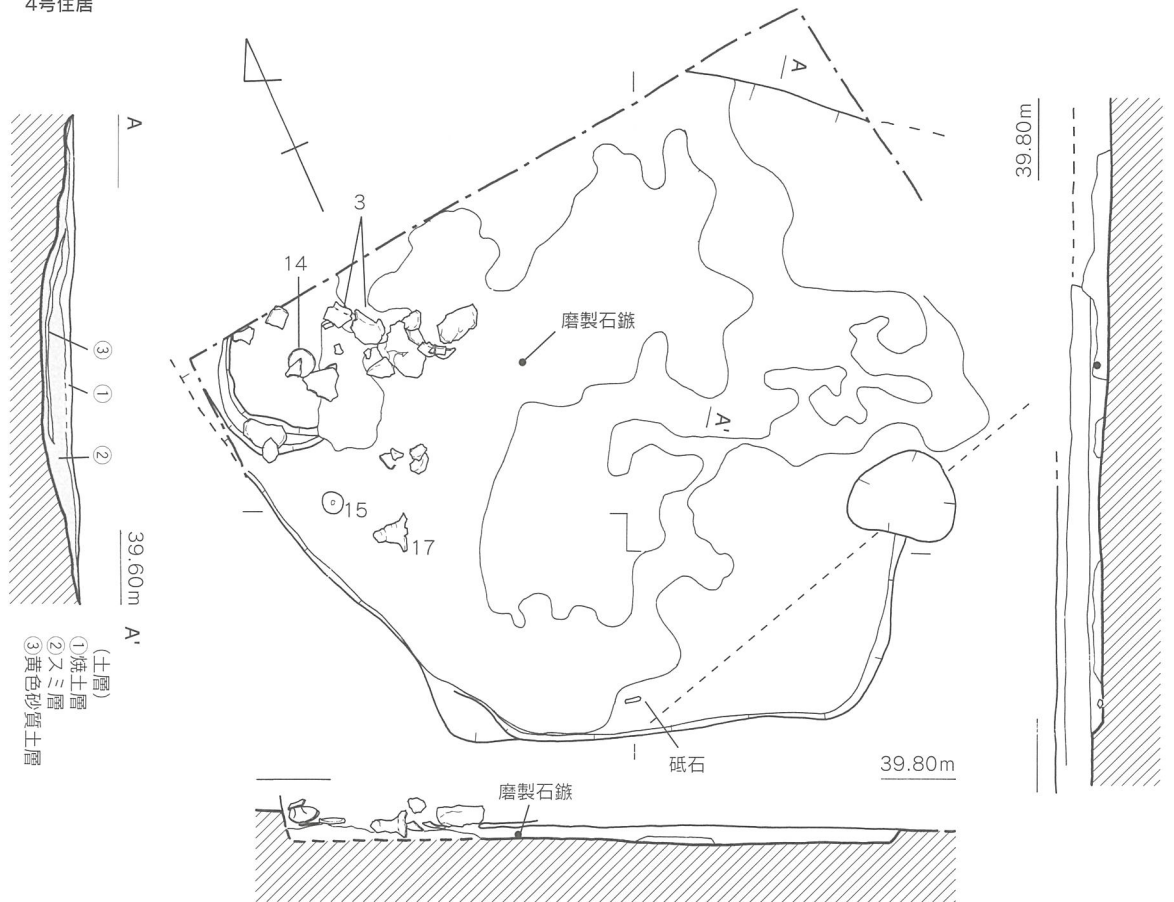 4号住居
A
39.80m
3
14
磨製石鏃
A
③
①
②
A'
15
17
39.60m
A'
(土層)
①焼土層
②スミ層
③黄色砂質土層
砥石
39.80m
磨製石鏃